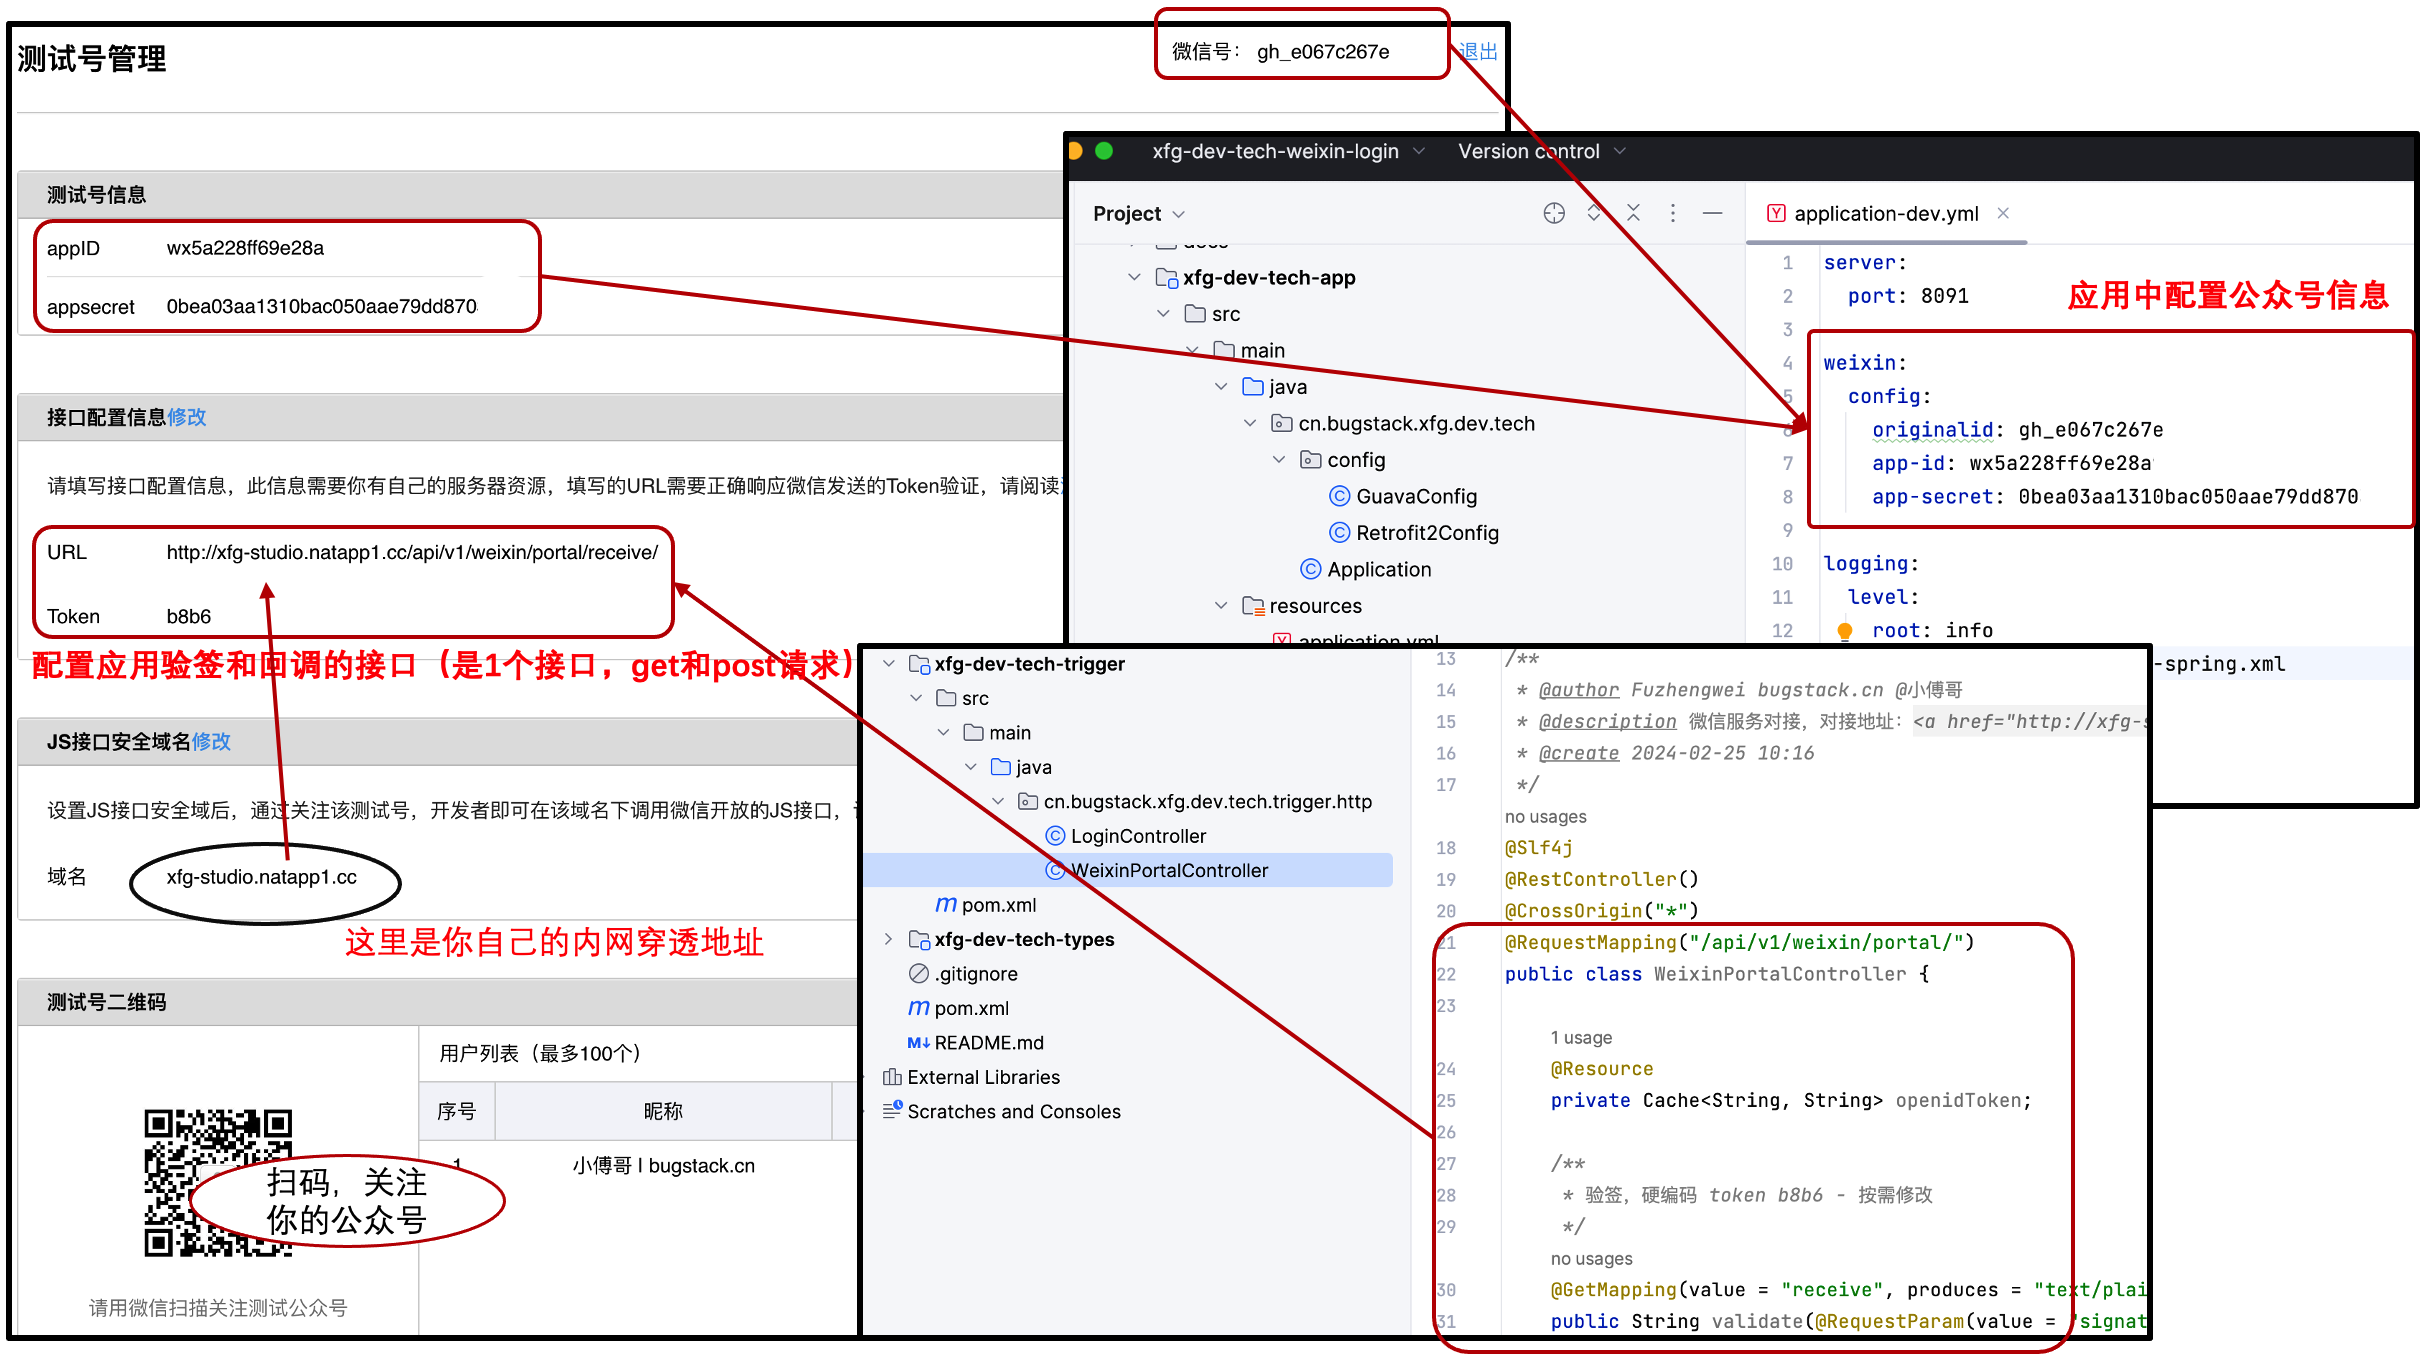 测试号管理
微信号： gh_e067c267e
退出
测试号信息
appID wx5a228ff69e28a
appsecret 0bea03aa1310bac050aae79dd870
接口配置信息修改
请填写接口配置信息，此信息需要你有自己的服务器资源，填写的URL需要正确响应微信发送的Token验证，请阅读
URL http://xfg-studio.natapp1.cc/api/v1/weixin/portal/receive/
Token b8b6
配置应用验签和回调的接口（是1个接口，get和post请求）
JS接口安全域名修改
设置JS接口安全域后，通过关注该测试号，开发者即可在该域名下调用微信开放的JS接口，
域名 xfg-studio.natapp1.cc
这里是你自己的内网穿透地址
测试号二维码
用户列表（最多100个）
序号 昵称
1 小傅哥 | bugstack.cn
扫码，关注
你的公众号
请用微信扫描关注测试公众号
xfg-dev-tech-weixin-login Version control
Project
docs
xfg-dev-tech-app
src
main
java
cn.bugstack.xfg.dev.tech
config
GuavaConfig
Retrofit2Config
Application
resources
application.yml
application-dev.yml
应用中配置公众号信息
1 server:
2 port: 8091
3
4 weixin:
5 config:
6 originalid: gh_e067c267e
7 app-id: wx5a228ff69e28a
8 app-secret: 0bea03aa1310bac050aae79dd870
9
10 logging:
11 level:
12 root: info
-spring.xml
xfg-dev-tech-trigger
src
main
java
cn.bugstack.xfg.dev.tech.trigger.http
LoginController
WeixinPortalController
pom.xml
xfg-dev-tech-types
.gitignore
pom.xml
README.md
External Libraries
Scratches and Consoles
13 /**
14 * @author Fuzhengwei bugstack.cn @小傅哥
15 * @description 微信服务对接，对接地址：<a href="http://xfg-s
16 * @create 2024-02-25 10:16
17 */
no usages
18 @Slf4j
19 @RestController()
20 @CrossOrigin("*")
21 @RequestMapping("/api/v1/weixin/portal/")
22 public class WeixinPortalController {
23
1 usage
24 @Resource
25 private Cache<String, String> openidToken;
26
27 /**
28 * 验签，硬编码 token b8b6 - 按需修改
29 */
no usages
30 @GetMapping(value = "receive", produces = "text/plai
31 public String validate(@RequestParam(value = "signat